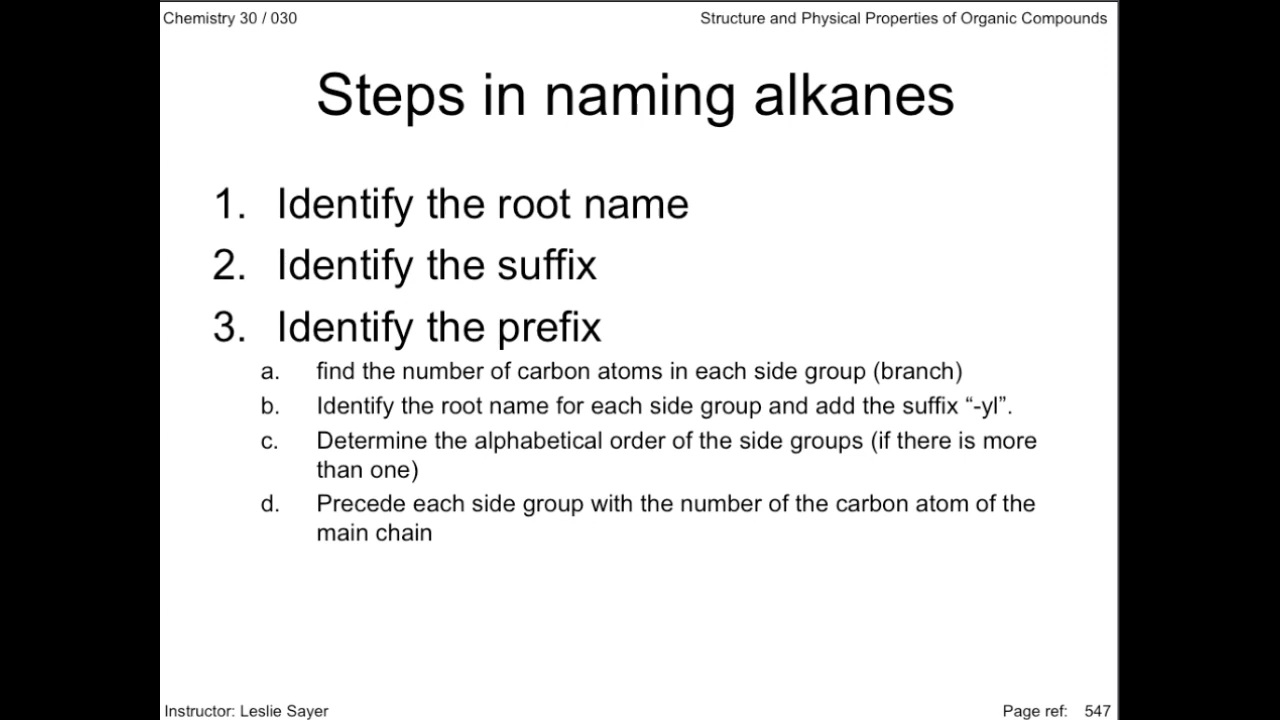 Chemistry 30 / 030
Structure and Physical Properties of Organic Compounds
Steps in naming alkanes
1. Identify the root name
2. Identify the suffix
3. Identify the prefix
a. find the number of carbon atoms in each side group (branch)
b. Identify the root name for each side group and add the suffix “-yl”.
c. Determine the alphabetical order of the side groups (if there is more
than one)
d. Precede each side group with the number of the carbon atom of the
main chain
Instructor: Leslie Sayer
Page ref: 547